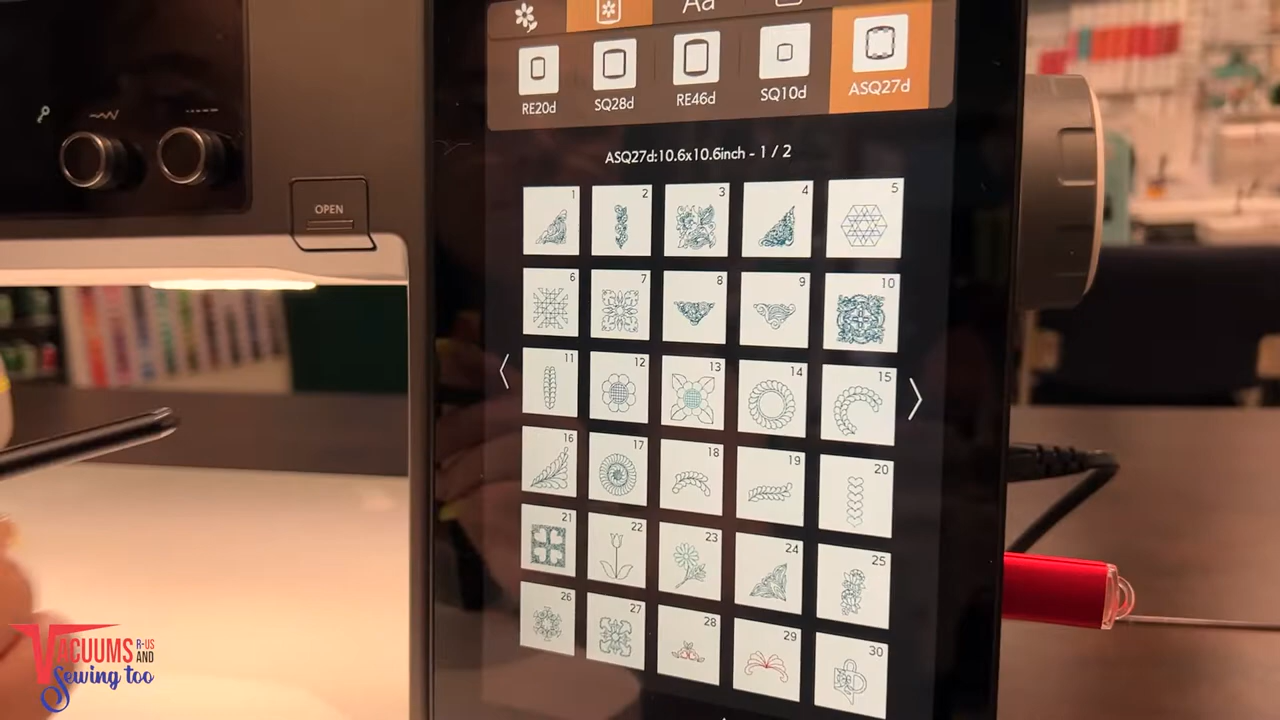 Aa
RE20d SQ28d RE46d SQ10d ASQ27d
ASQ27d:10.6x10.6inch - 1 / 2
OPEN
1 2 3 4 5
6 7 8 9 10
11 12 13 14 15
16 17 18 19 20
21 22 23 24 25
26 27 28 29 30
VACUUMS R-US
AND
Sewing too